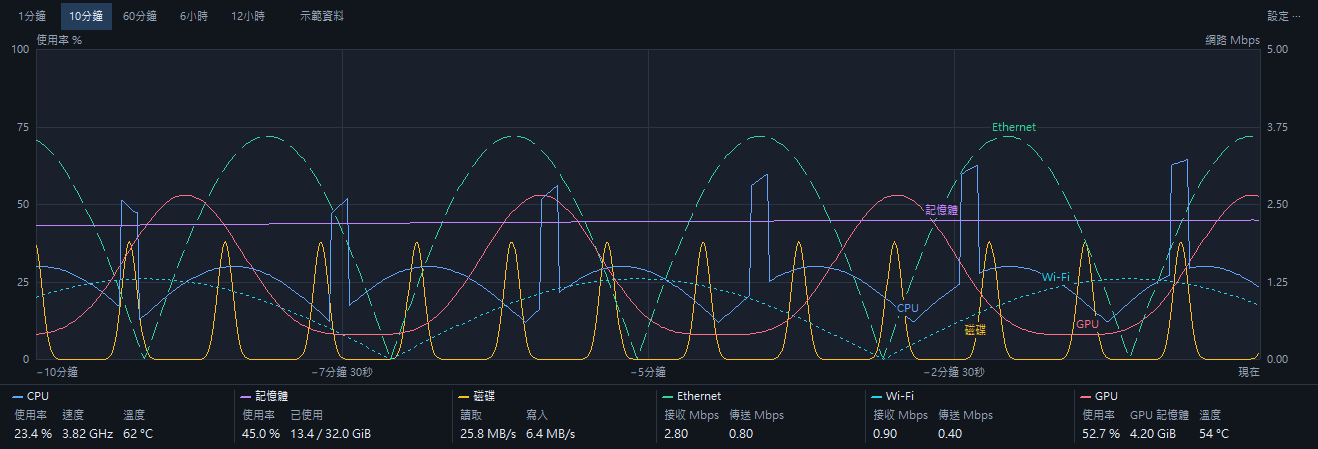 1分鐘 10分鐘 60分鐘 6小時 12小時 示範資料 設定 ···
使用率 % 網路 Mbps
100 5.00
75 3.75
50 2.50
25 1.25
0 0.00
Ethernet
記憶體
Wi-Fi
CPU
GPU
磁碟
−10分鐘 −7分鐘 30秒 −5分鐘 −2分鐘 30秒 現在
CPU 記憶體 磁碟 Ethernet Wi-Fi GPU
使用率 速度 溫度 使用率 已使用 讀取 寫入 接收 Mbps 傳送 Mbps 接收 Mbps 傳送 Mbps 使用率 GPU 記憶體 溫度
23.4 % 3.82 GHz 62 °C 45.0 % 13.4 / 32.0 GiB 25.8 MB/s 6.4 MB/s 2.80 0.80 0.90 0.40 52.7 % 4.20 GiB 54 °C